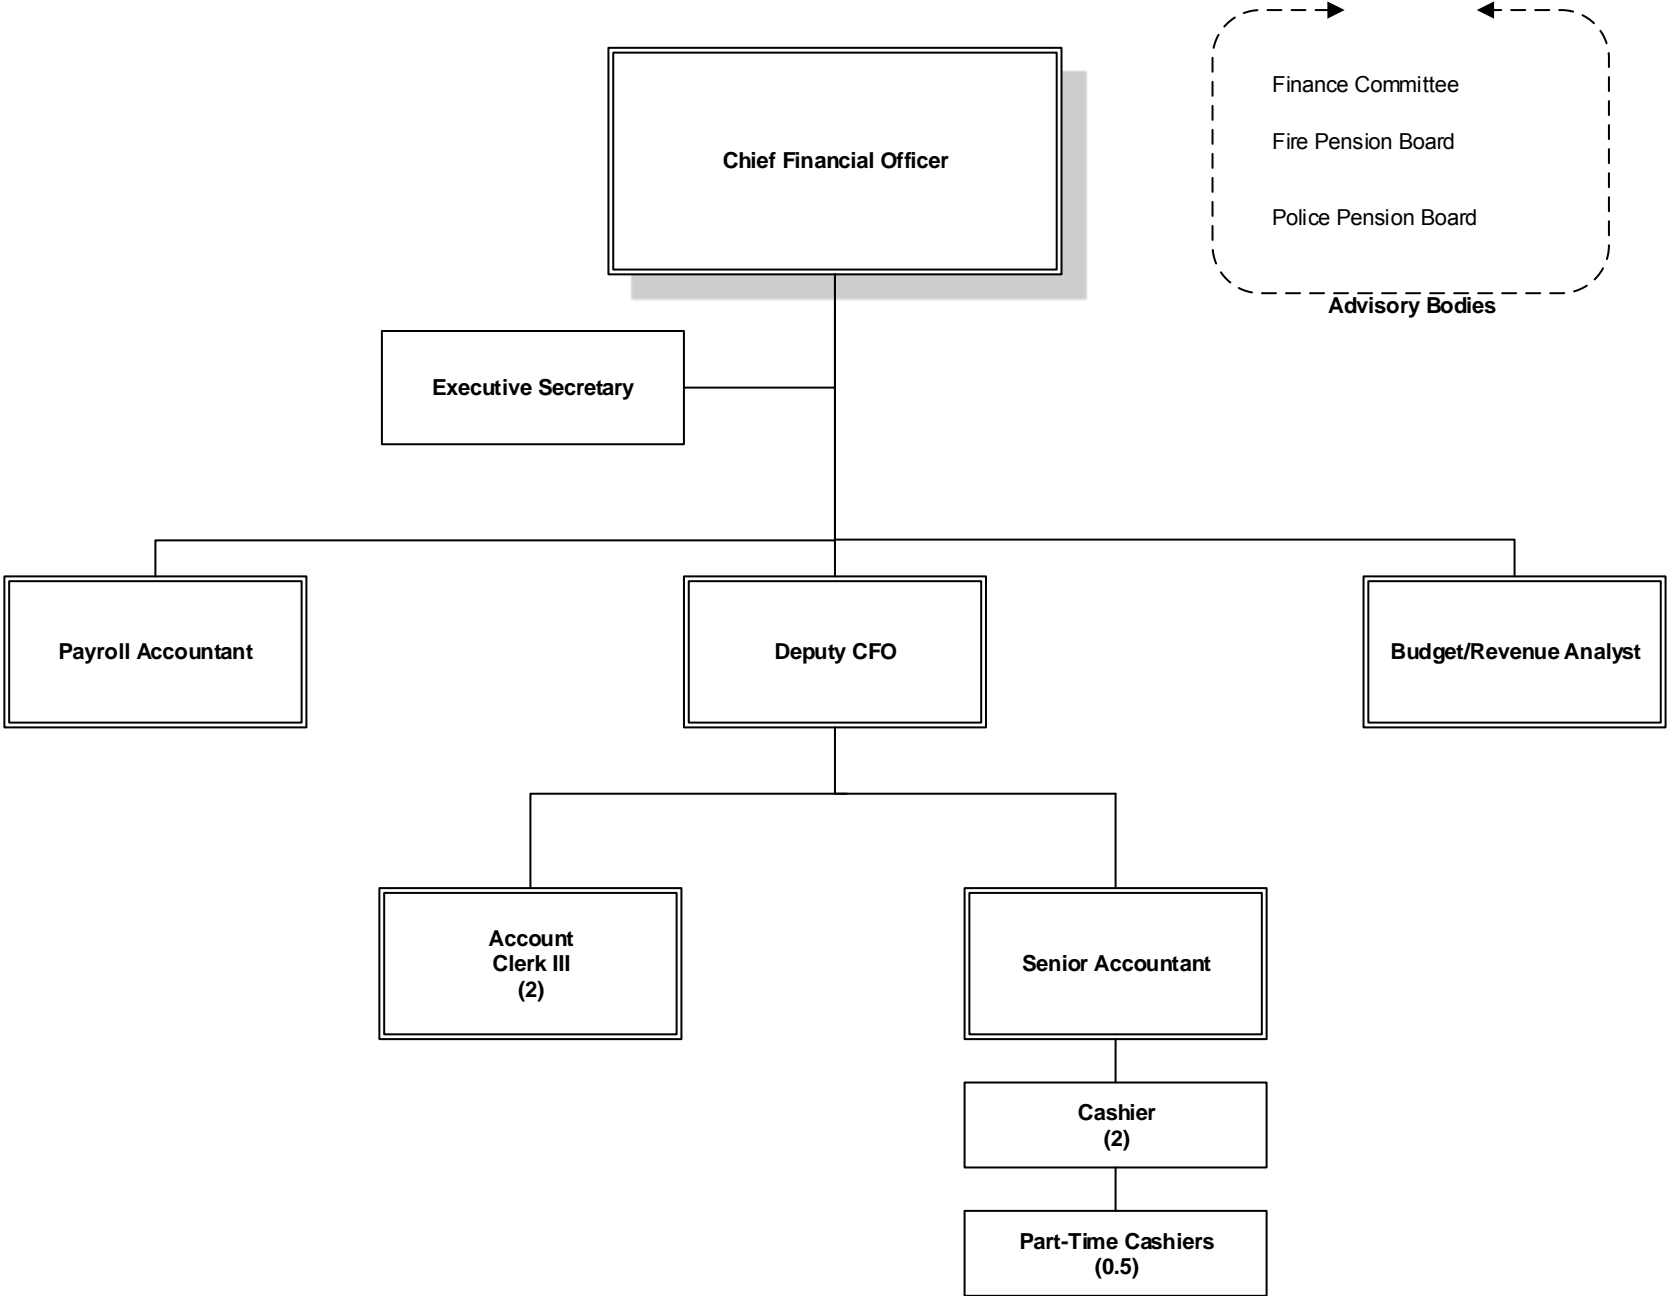 Finance Committee
Fire Pension Board
Police Pension Board
Advisory Bodies
Chief Financial Officer
Executive Secretary
Payroll Accountant
Deputy CFO
Budget/Revenue Analyst
Account
Clerk III
(2)
Senior Accountant
Cashier
(2)
Part-Time Cashiers
(0.5)